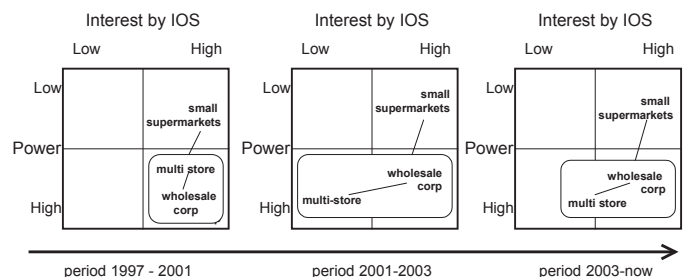 Interest by IOS
Low High
Low
Power
High
small
supermarkets
multi store
wholesale
corp
period 1997 - 2001
Interest by IOS
Low High
Low
Power
High
small
supermarkets
wholesale
corp
multi-store
period 2001-2003
Interest by IOS
Low High
Low
Power
High
small
supermarkets
wholesale
corp
multi store
period 2003-now